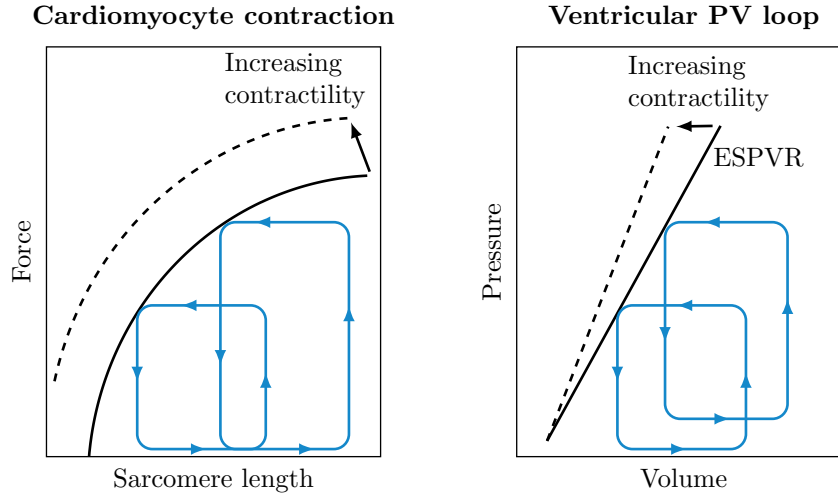 Cardiomyocyte contraction
Increasing
contractility
Force
Sarcomere length
Ventricular PV loop
Increasing
contractility
ESPVR
Pressure
Volume